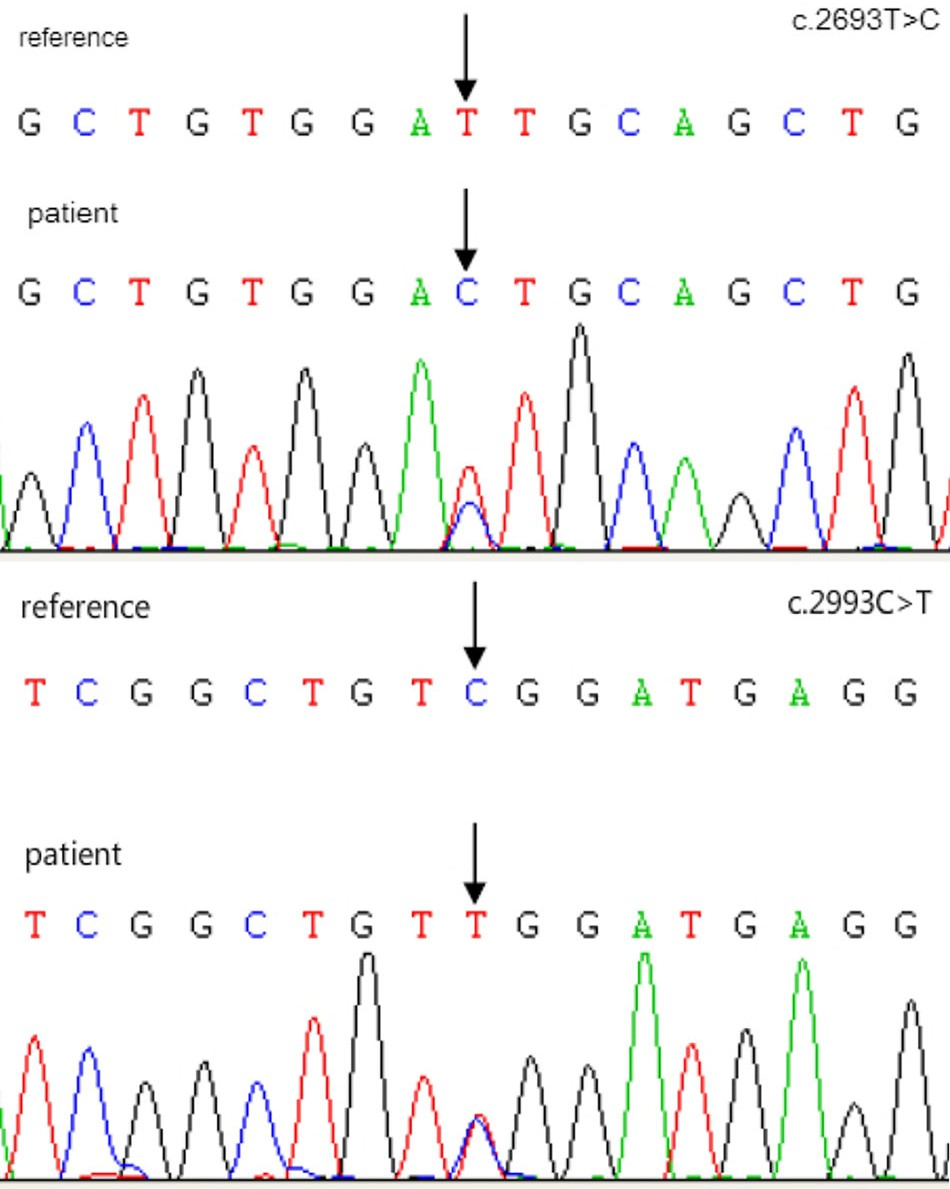 reference c.2693T>C
G C T G T G G A T T G C A G C T G
patient
G C T G T G G A C T G C A G C T G
reference c.2993C>T
T C G G C T G T C G G A T G A G G
patient
T C G G C T G T T G G A T G A G G